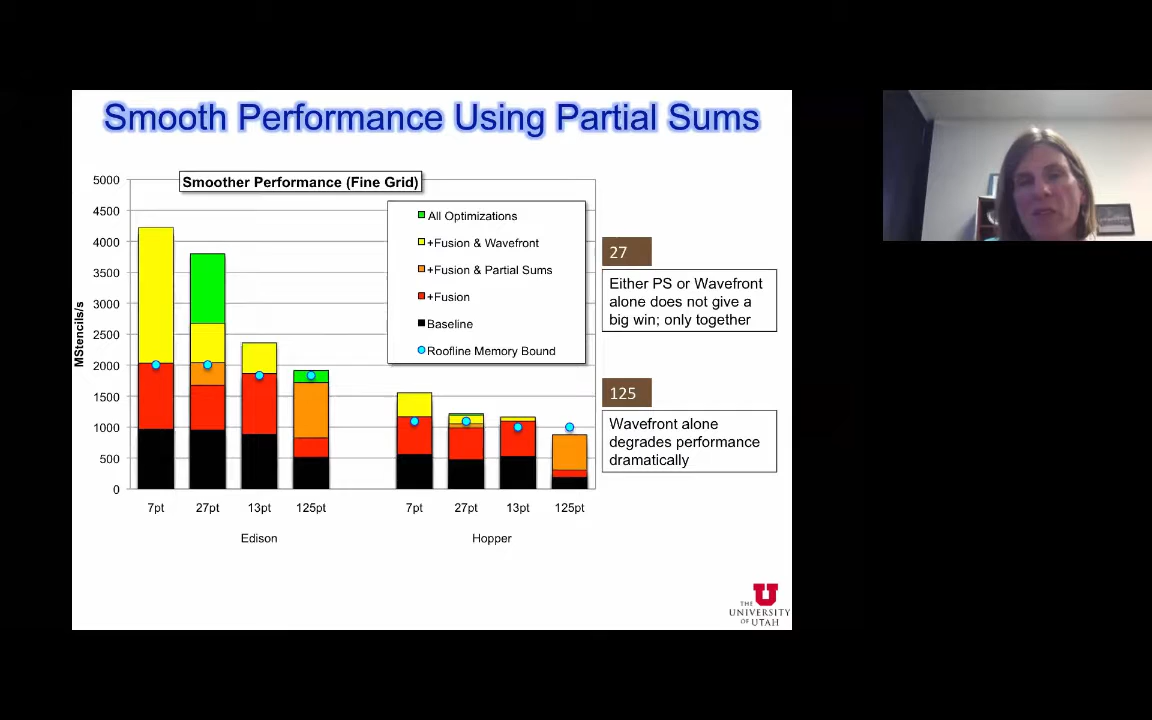 Smooth Performance Using Partial Sums
Smoother Performance (Fine Grid)
5000
4500
4000
3500
3000
2500
2000
1500
1000
500
0
MStencils/s
All Optimizations
+Fusion & Wavefront
+Fusion & Partial Sums
+Fusion
Baseline
Roofline Memory Bound
7pt 27pt 13pt 125pt 7pt 27pt 13pt 125pt
Edison Hopper
27
Either PS or Wavefront
alone does not give a
big win; only together
125
Wavefront alone
degrades performance
dramatically
THE U
UNIVERSITY
OF UTAH